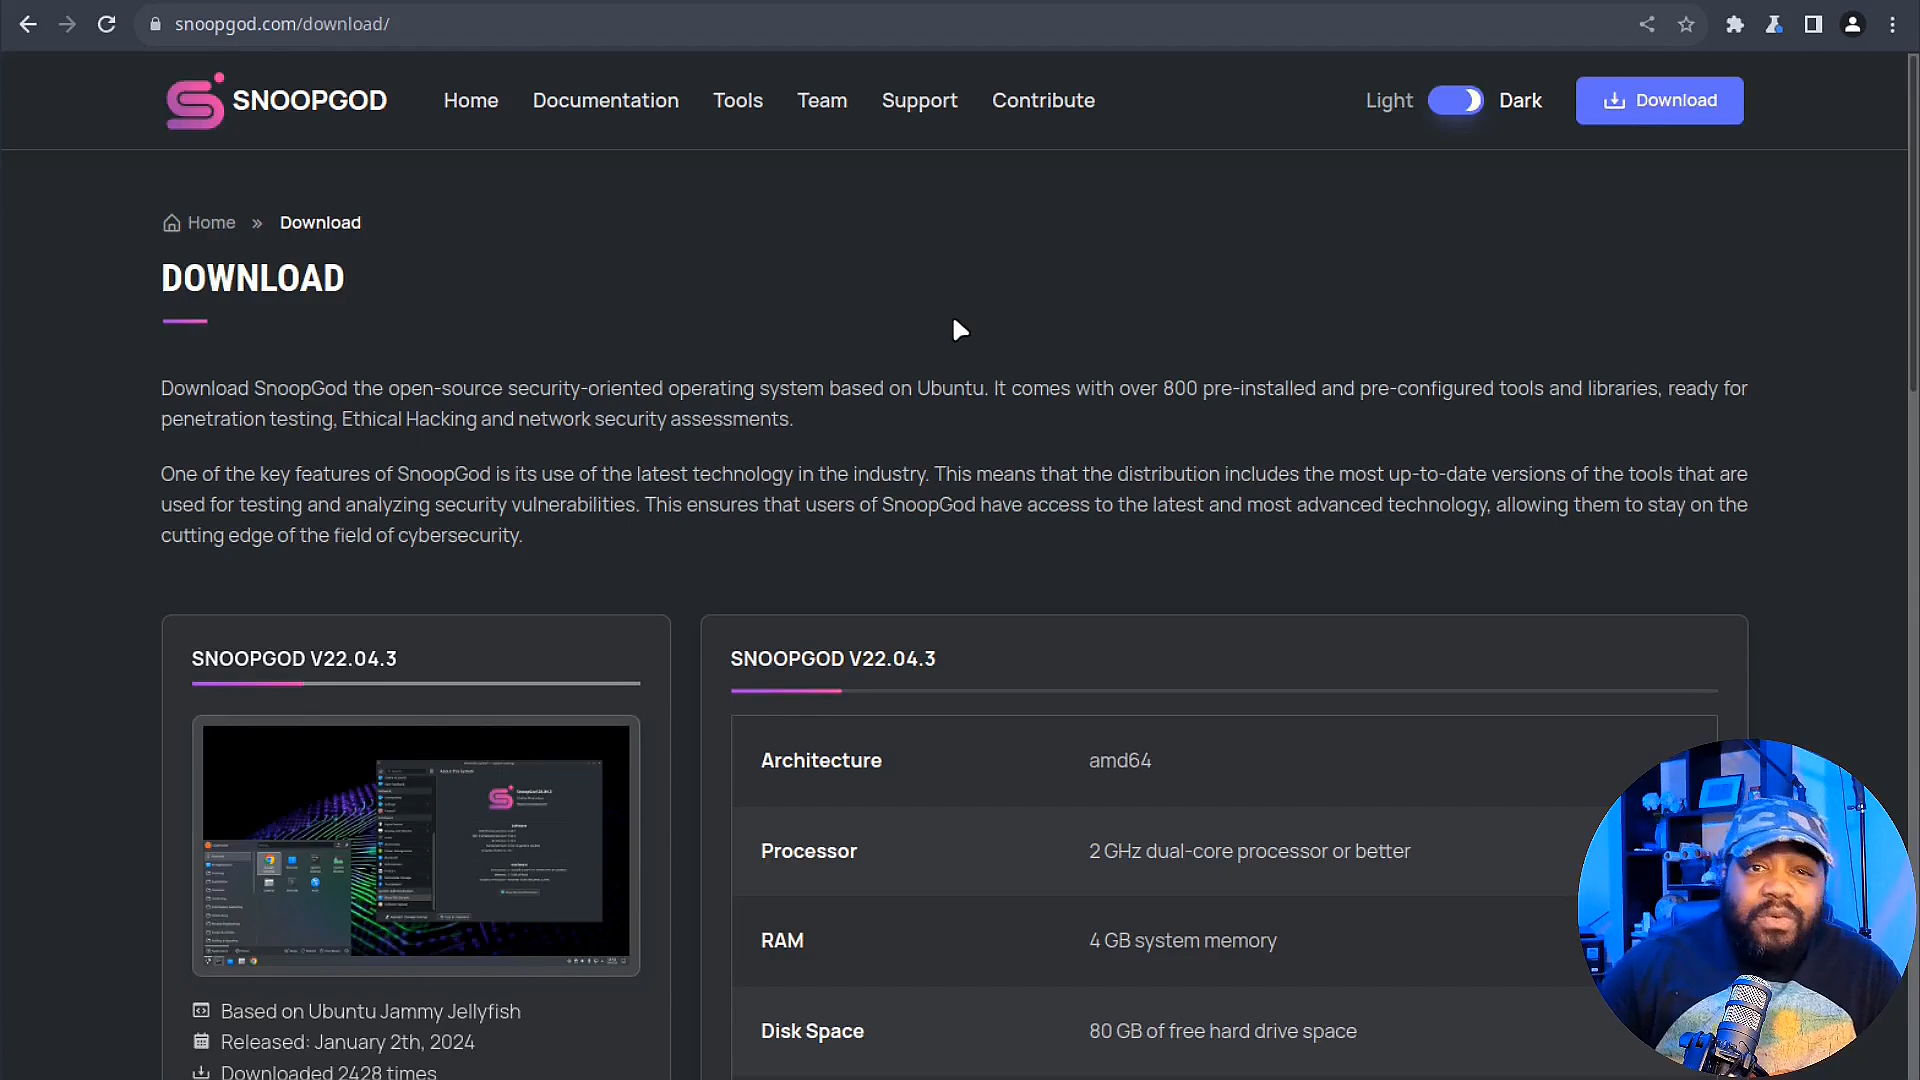 snoopgod.com/download/
SNOOPGOD
Home
Documentation
Tools
Team
Support
Contribute
Light
Dark
Download
Home » Download
DOWNLOAD
Download SnoopGod the open-source security-oriented operating system based on Ubuntu. It comes with over 800 pre-installed and pre-configured tools and libraries, ready for
penetration testing, Ethical Hacking and network security assessments.
One of the key features of SnoopGod is its use of the latest technology in the industry. This means that the distribution includes the most up-to-date versions of the tools that are
used for testing and analyzing security vulnerabilities. This ensures that users of SnoopGod have access to the latest and most advanced technology, allowing them to stay on the
cutting edge of the field of cybersecurity.
SNOOPGOD V22.04.3
Based on Ubuntu Jammy Jellyfish
Released: January 2th, 2024
Downloaded 2428 times
SNOOPGOD V22.04.3
Architecture amd64
Processor 2 GHz dual-core processor or better
RAM 4 GB system memory
Disk Space 80 GB of free hard drive space